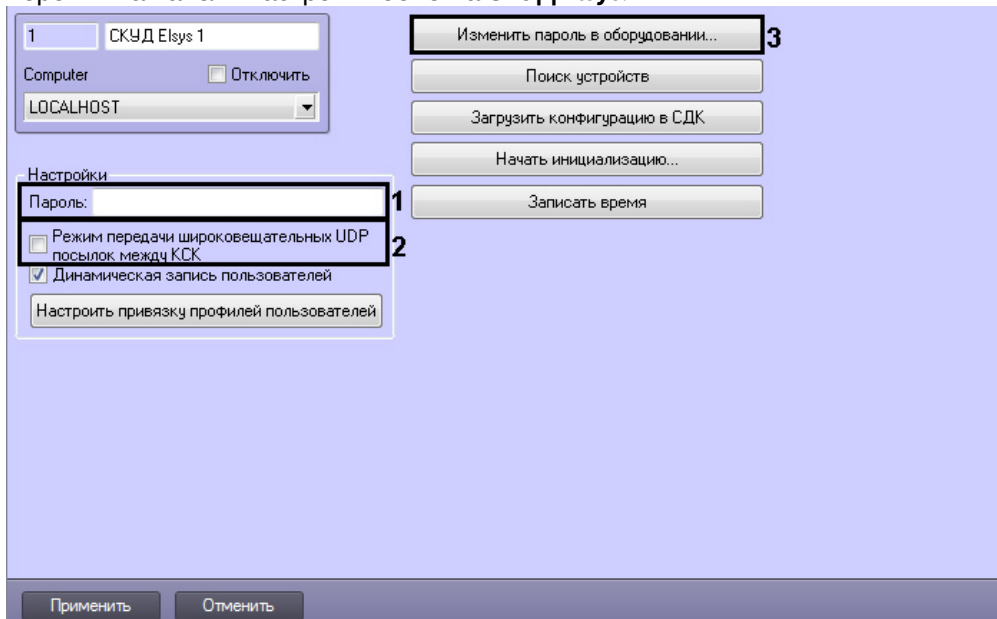 1 СКУД Elsys 1
Computer Отключить
LOCALHOST
Настройки
Пароль: 1
Режим передачи широковещательных UDP
посылок между КСК 2
Динамическая запись пользователей
Настроить привязку профилей пользователей
Изменить пароль в оборудовании... 3
Поиск устройств
Загрузить конфигурацию в СДК
Начать инициализацию...
Записать время
Применить Отменить